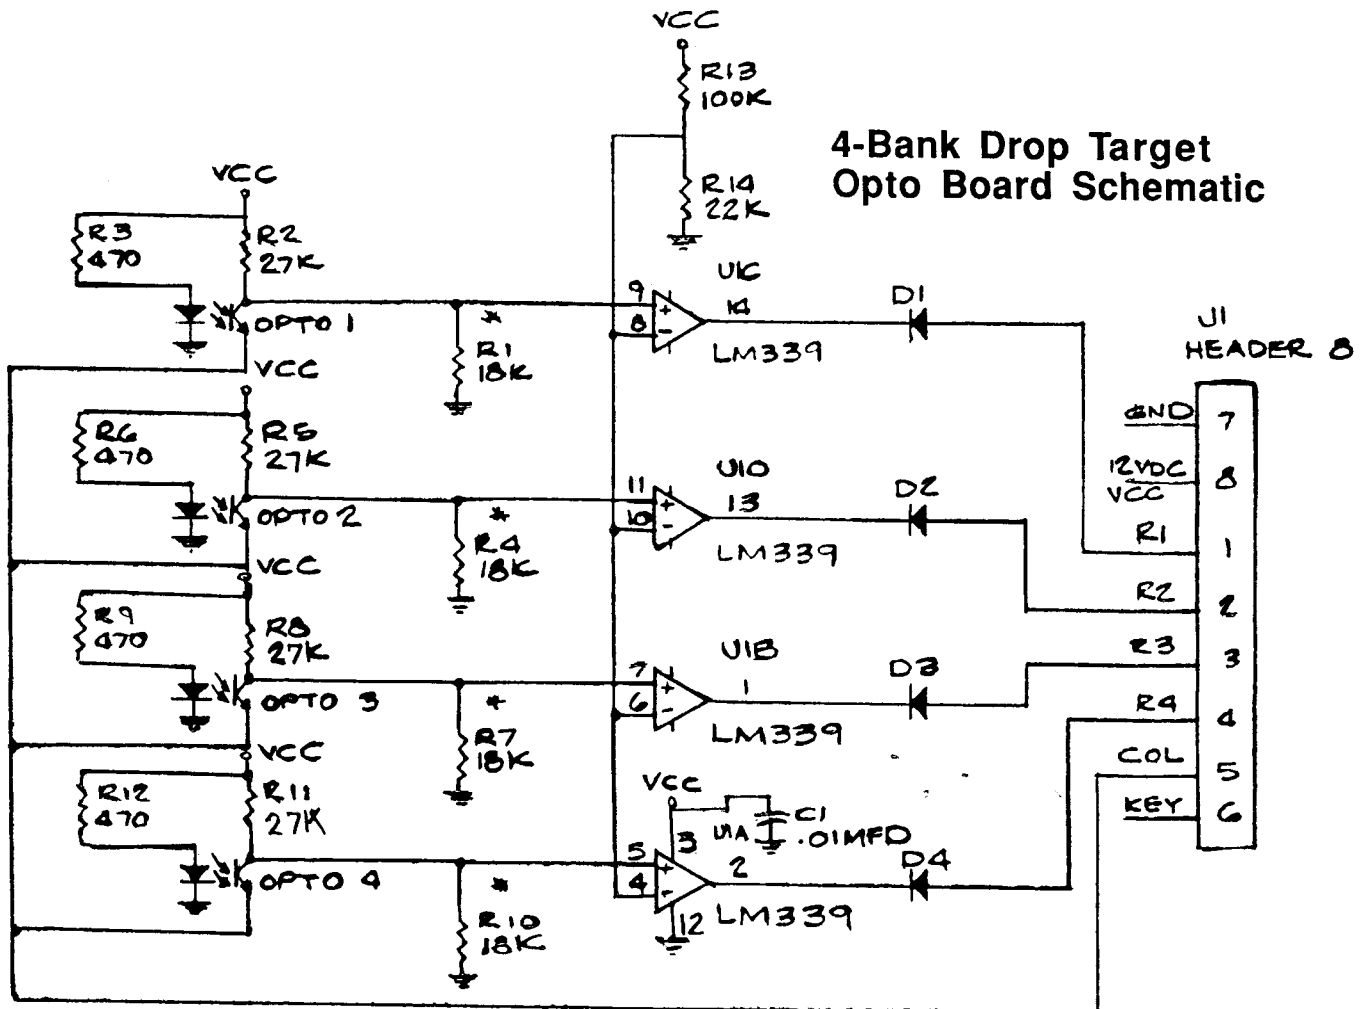 VCC
R13
100K
4-Bank Drop Target
Opto Board Schematic
R14
22K
VCC
R3
470
R2
27K
OPTO 1
*
R1
18K
9
8
+
-
U1C
14
LM339
D1
J1
HEADER 8
VCC
R6
470
R5
27K
OPTO 2
*
R4
18K
11
10
+
-
U1D
13
LM339
D2
GND
7
12VDC
VCC
8
R1
1
R2
2
R3
3
R4
4
COL
5
KEY
6
VCC
R9
470
R8
27K
OPTO 3
*
R7
18K
7
6
+
-
U1B
1
LM339
D3
VCC
R12
470
R11
27K
OPTO 4
*
R10
18K
VCC
C1
.01MFD
U1A
3
5
4
+
-
2
12
LM339
D4